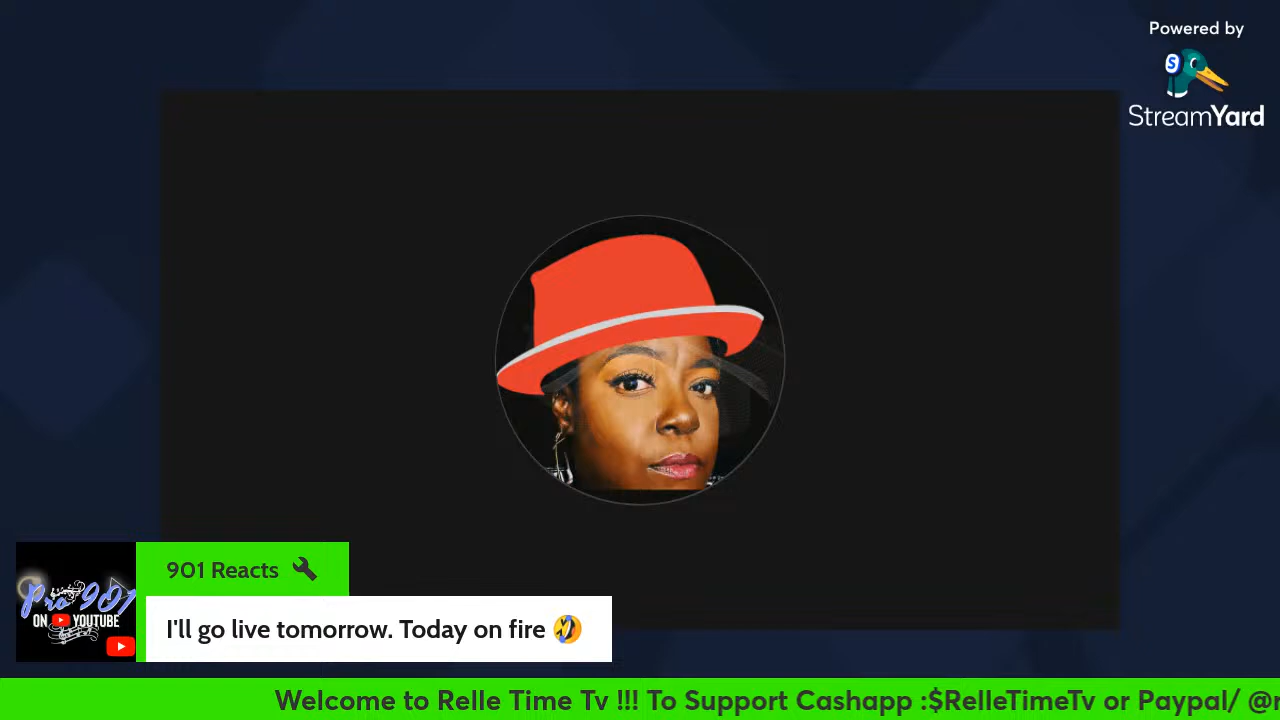 Powered by
StreamYard
901 Reacts
Pro 901
ON YOUTUBE
I'll go live tomorrow. Today on fire 🤣
Welcome to Relle Time Tv !!! To Support Cashapp :$RelleTimeTv or Paypal/ @